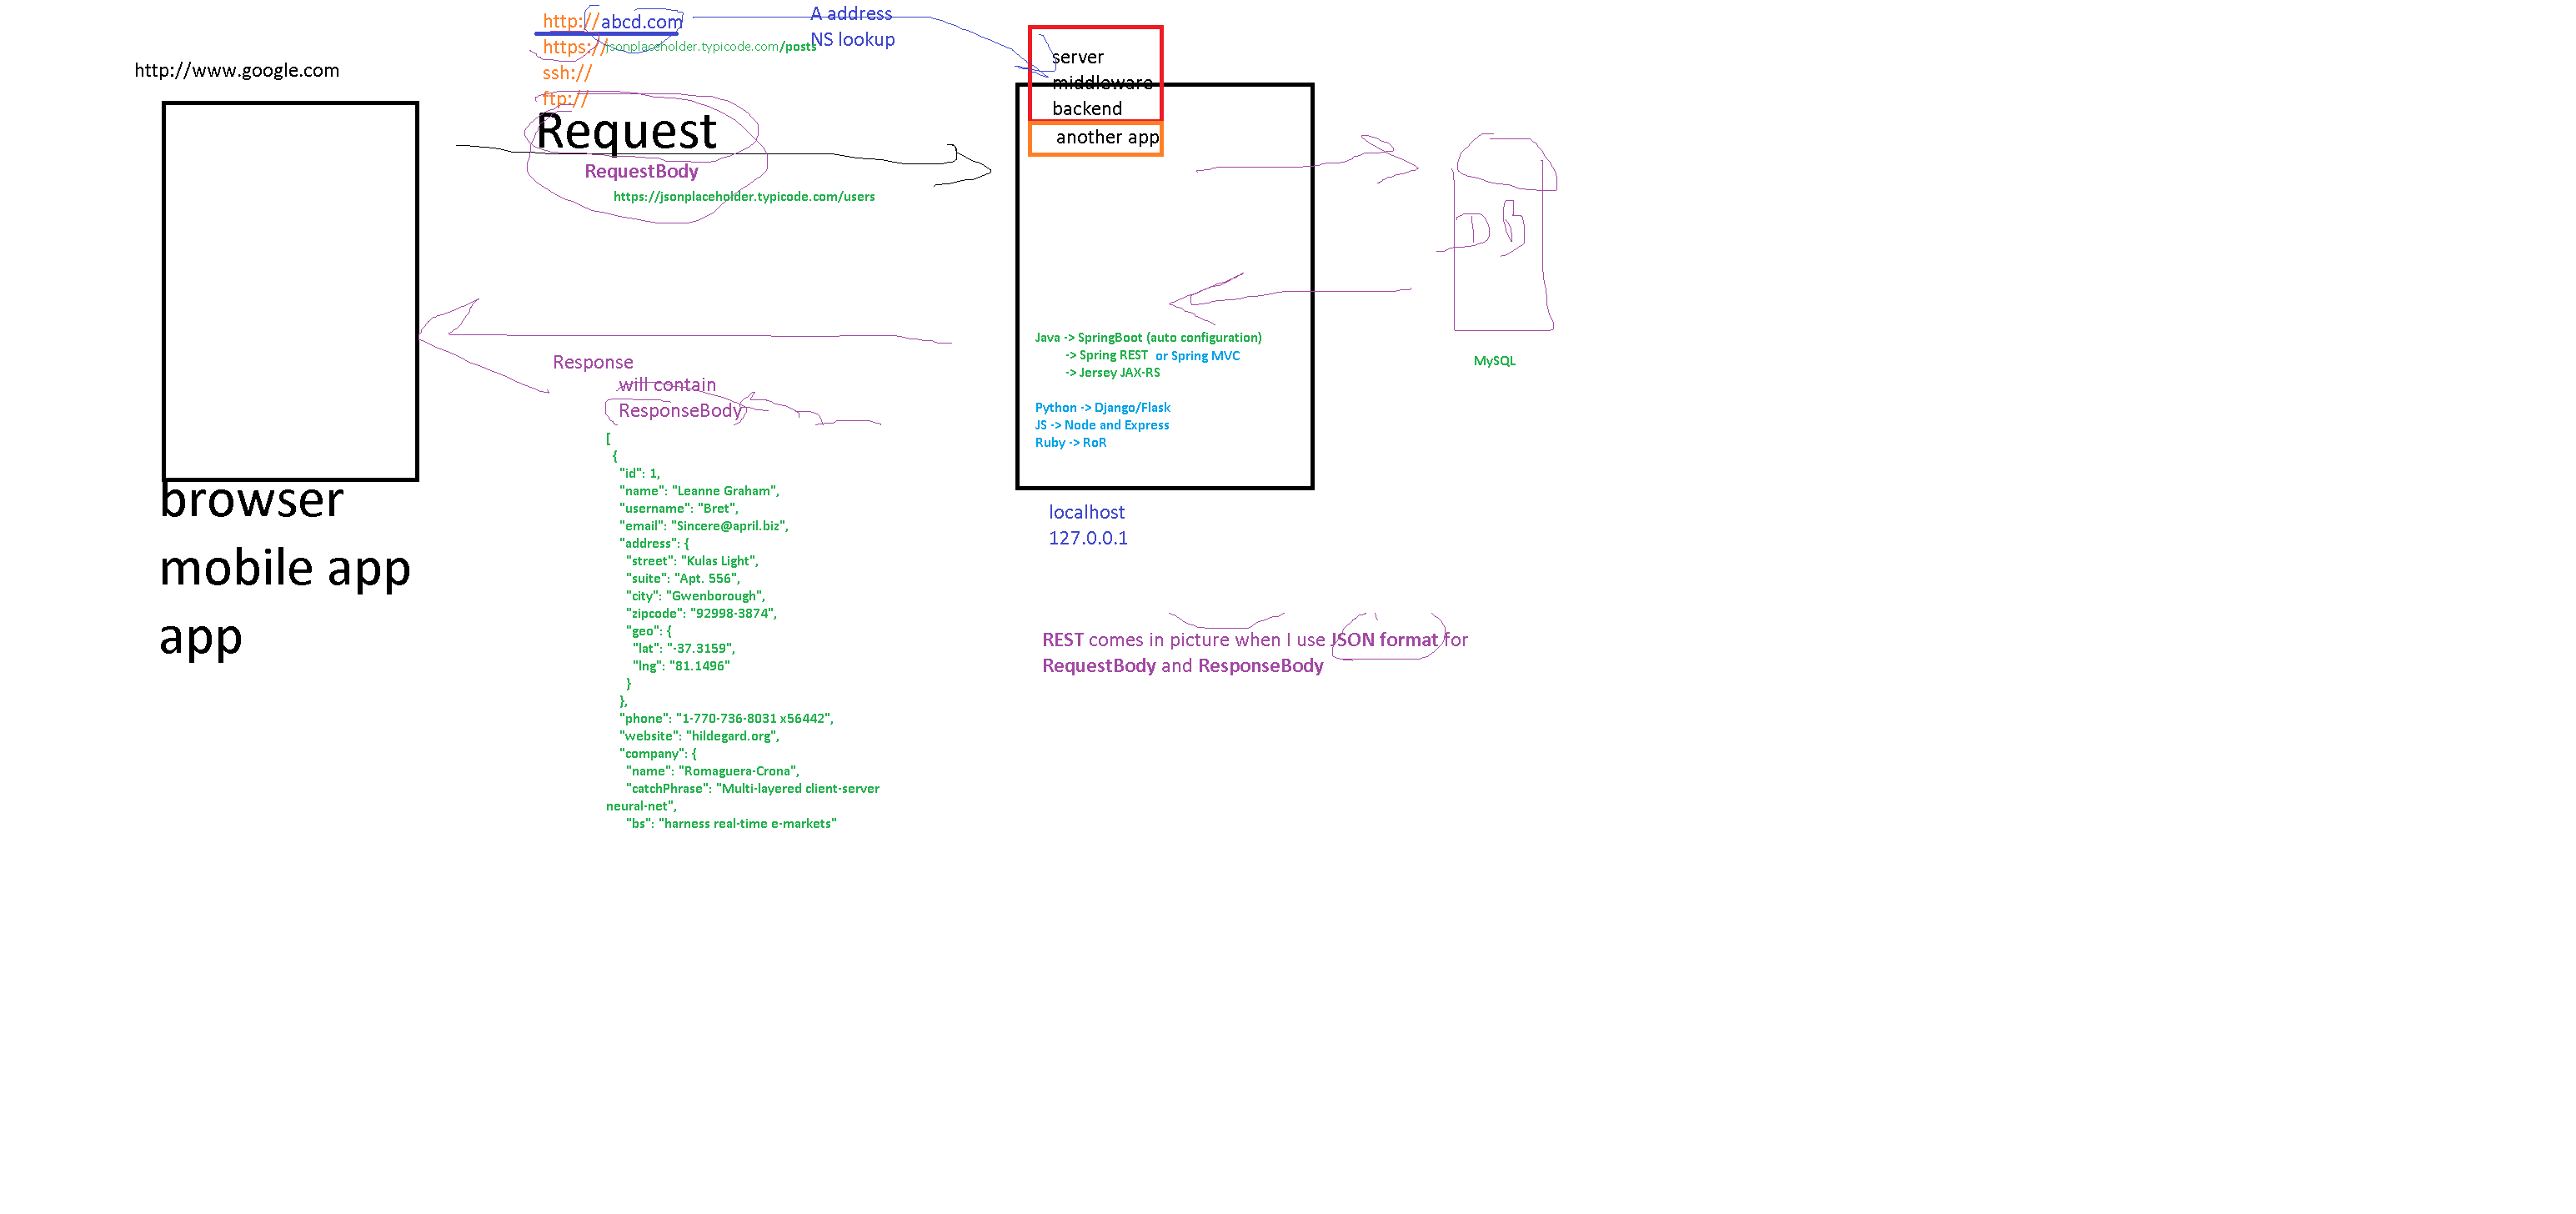 http://www.google.com
browser
mobile app
app
http://abcd.com
https://jsonplaceholder.typicode.com/posts
ssh://
ftp://
A address
NS lookup
Request
RequestBody
https://jsonplaceholder.typicode.com/users
Response
will contain
ResponseBody
[
{
"id": 1,
"name": "Leanne Graham",
"username": "Bret",
"email": "Sincere@april.biz",
"address": {
"street": "Kulas Light",
"suite": "Apt. 556",
"city": "Gwenborough",
"zipcode": "92998-3874",
"geo": {
"lat": "-37.3159",
"lng": "81.1496"
}
},
"phone": "1-770-736-8031 x56442",
"website": "hildegard.org",
"company": {
"name": "Romaguera-Crona",
"catchPhrase": "Multi-layered client-server
neural-net",
"bs": "harness real-time e-markets"
server
middleware
backend
another app
Java -> SpringBoot (auto configuration)
-> Spring REST or Spring MVC
-> Jersey JAX-RS
Python -> Django/Flask
JS -> Node and Express
Ruby -> RoR
localhost
127.0.0.1
REST comes in picture when I use JSON format for
RequestBody and ResponseBody
DB
MySQL